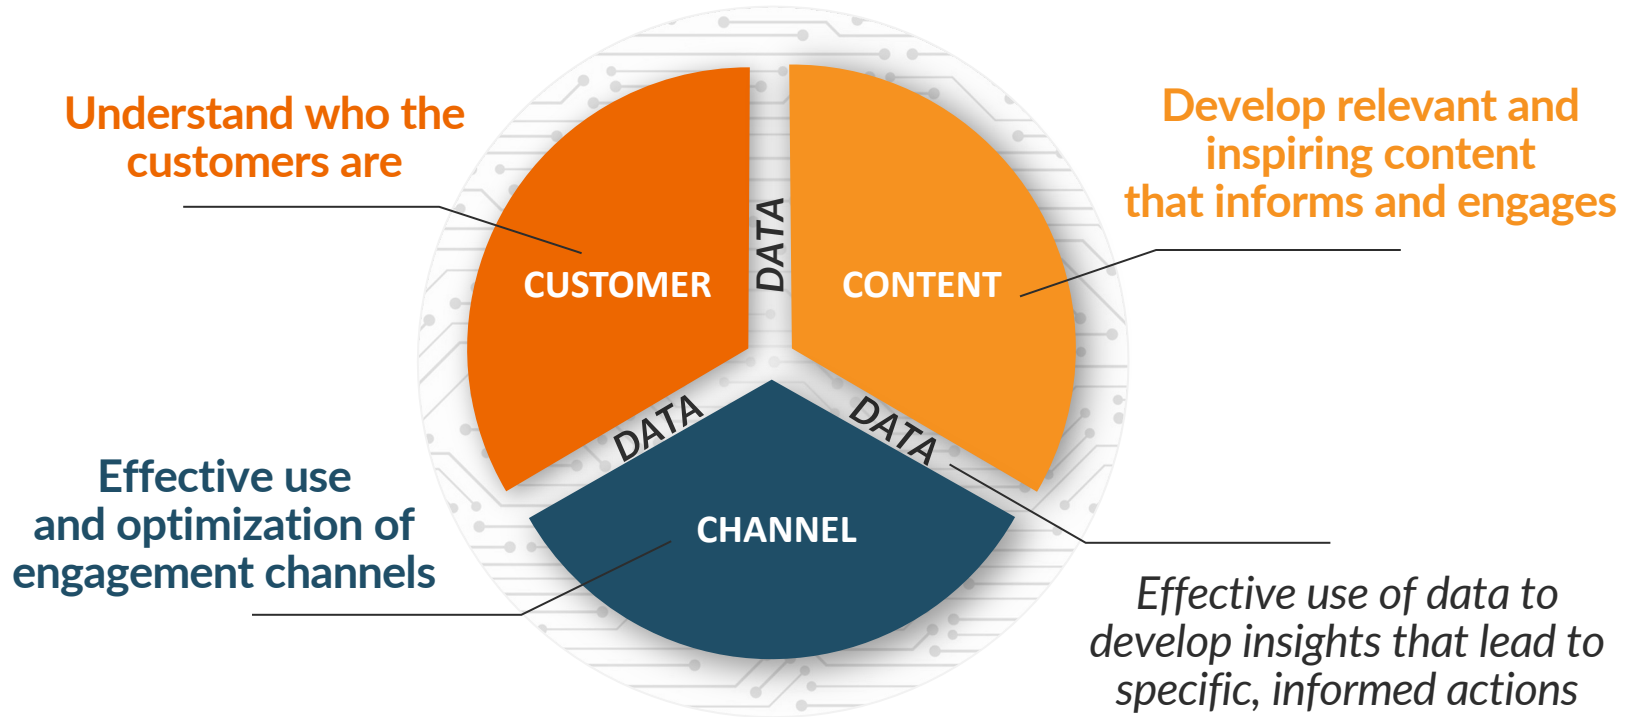 Understand who the
customers are
Develop relevant and
inspiring content
that informs and engages
CUSTOMER
DATA
CONTENT
DATA
DATA
CHANNEL
Effective use
and optimization of
engagement channels
Effective use of data to
develop insights that lead to
specific, informed actions